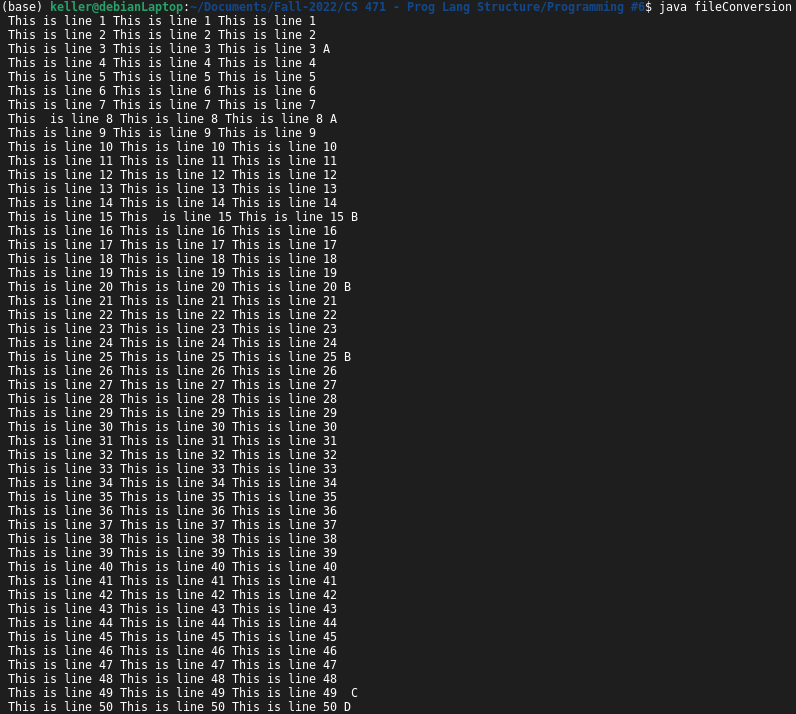 (base) keller@debianLaptop:~/Documents/Fall-2022/CS 471 - Prog Lang Structure/Programming #6$ java fileConversion
This is line 1 This is line 1 This is line 1
This is line 2 This is line 2 This is line 2
This is line 3 This is line 3 This is line 3 A
This is line 4 This is line 4 This is line 4
This is line 5 This is line 5 This is line 5
This is line 6 This is line 6 This is line 6
This is line 7 This is line 7 This is line 7
This  is line 8 This is line 8 This is line 8 A
This is line 9 This is line 9 This is line 9
This is line 10 This is line 10 This is line 10
This is line 11 This is line 11 This is line 11
This is line 12 This is line 12 This is line 12
This is line 13 This is line 13 This is line 13
This is line 14 This is line 14 This is line 14
This is line 15 This  is line 15 This is line 15 B
This is line 16 This is line 16 This is line 16
This is line 17 This is line 17 This is line 17
This is line 18 This is line 18 This is line 18
This is line 19 This is line 19 This is line 19
This is line 20 This is line 20 This is line 20 B
This is line 21 This is line 21 This is line 21
This is line 22 This is line 22 This is line 22
This is line 23 This is line 23 This is line 23
This is line 24 This is line 24 This is line 24
This is line 25 This is line 25 This is line 25 B
This is line 26 This is line 26 This is line 26
This is line 27 This is line 27 This is line 27
This is line 28 This is line 28 This is line 28
This is line 29 This is line 29 This is line 29
This is line 30 This is line 30 This is line 30
This is line 31 This is line 31 This is line 31
This is line 32 This is line 32 This is line 32
This is line 33 This is line 33 This is line 33
This is line 34 This is line 34 This is line 34
This is line 35 This is line 35 This is line 35
This is line 36 This is line 36 This is line 36
This is line 37 This is line 37 This is line 37
This is line 38 This is line 38 This is line 38
This is line 39 This is line 39 This is line 39
This is line 40 This is line 40 This is line 40
This is line 41 This is line 41 This is line 41
This is line 42 This is line 42 This is line 42
This is line 43 This is line 43 This is line 43
This is line 44 This is line 44 This is line 44
This is line 45 This is line 45 This is line 45
This is line 46 This is line 46 This is line 46
This is line 47 This is line 47 This is line 47
This is line 48 This is line 48 This is line 48
This is line 49 This is line 49 This is line 49  C
This is line 50 This is line 50 This is line 50 D